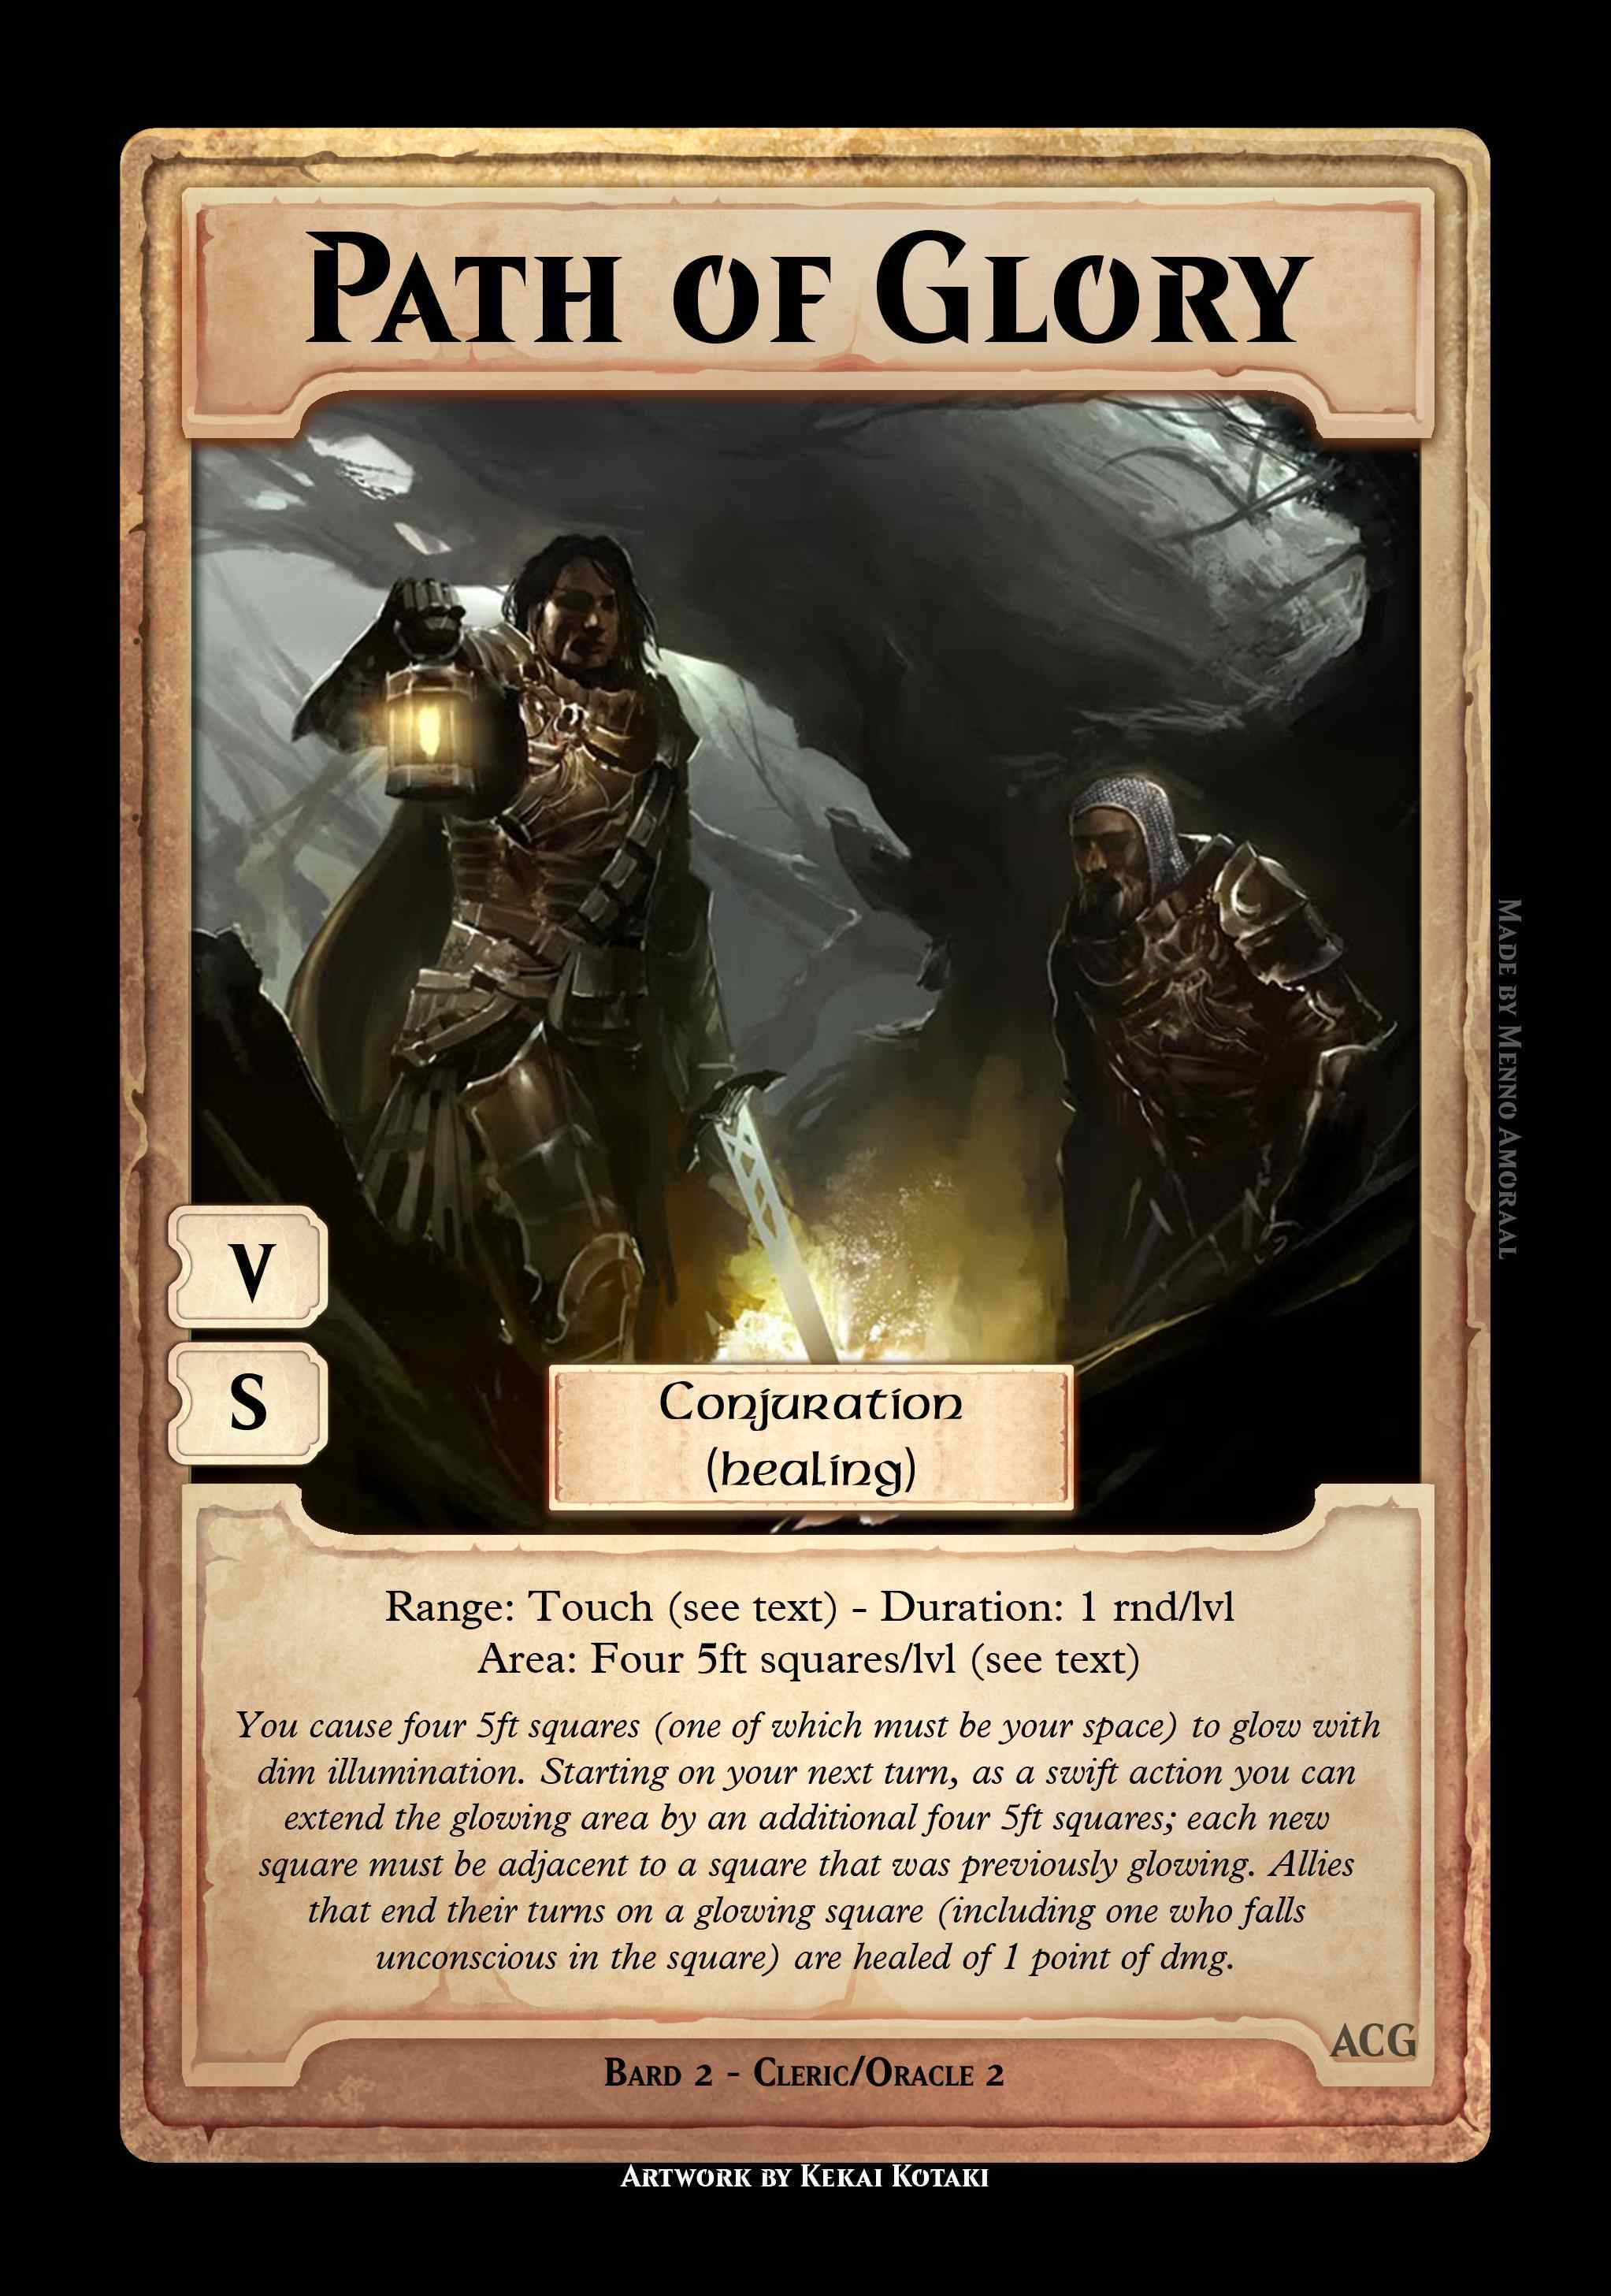 Path of Glory
V
S
Conjuration
(healing)
Range: Touch (see text) - Duration: 1 rnd/lvl
Area: Four 5ft squares/lvl (see text)
You cause four 5ft squares (one of which must be your space) to glow with
dim illumination. Starting on your next turn, as a swift action you can
extend the glowing area by an additional four 5ft squares; each new
square must be adjacent to a square that was previously glowing. Allies
that end their turns on a glowing square (including one who falls
unconscious in the square) are healed of 1 point of dmg.
ACG
Bard 2 - Cleric/Oracle 2
Artwork by Kekai Kotaki
Made by Menno Amoraal